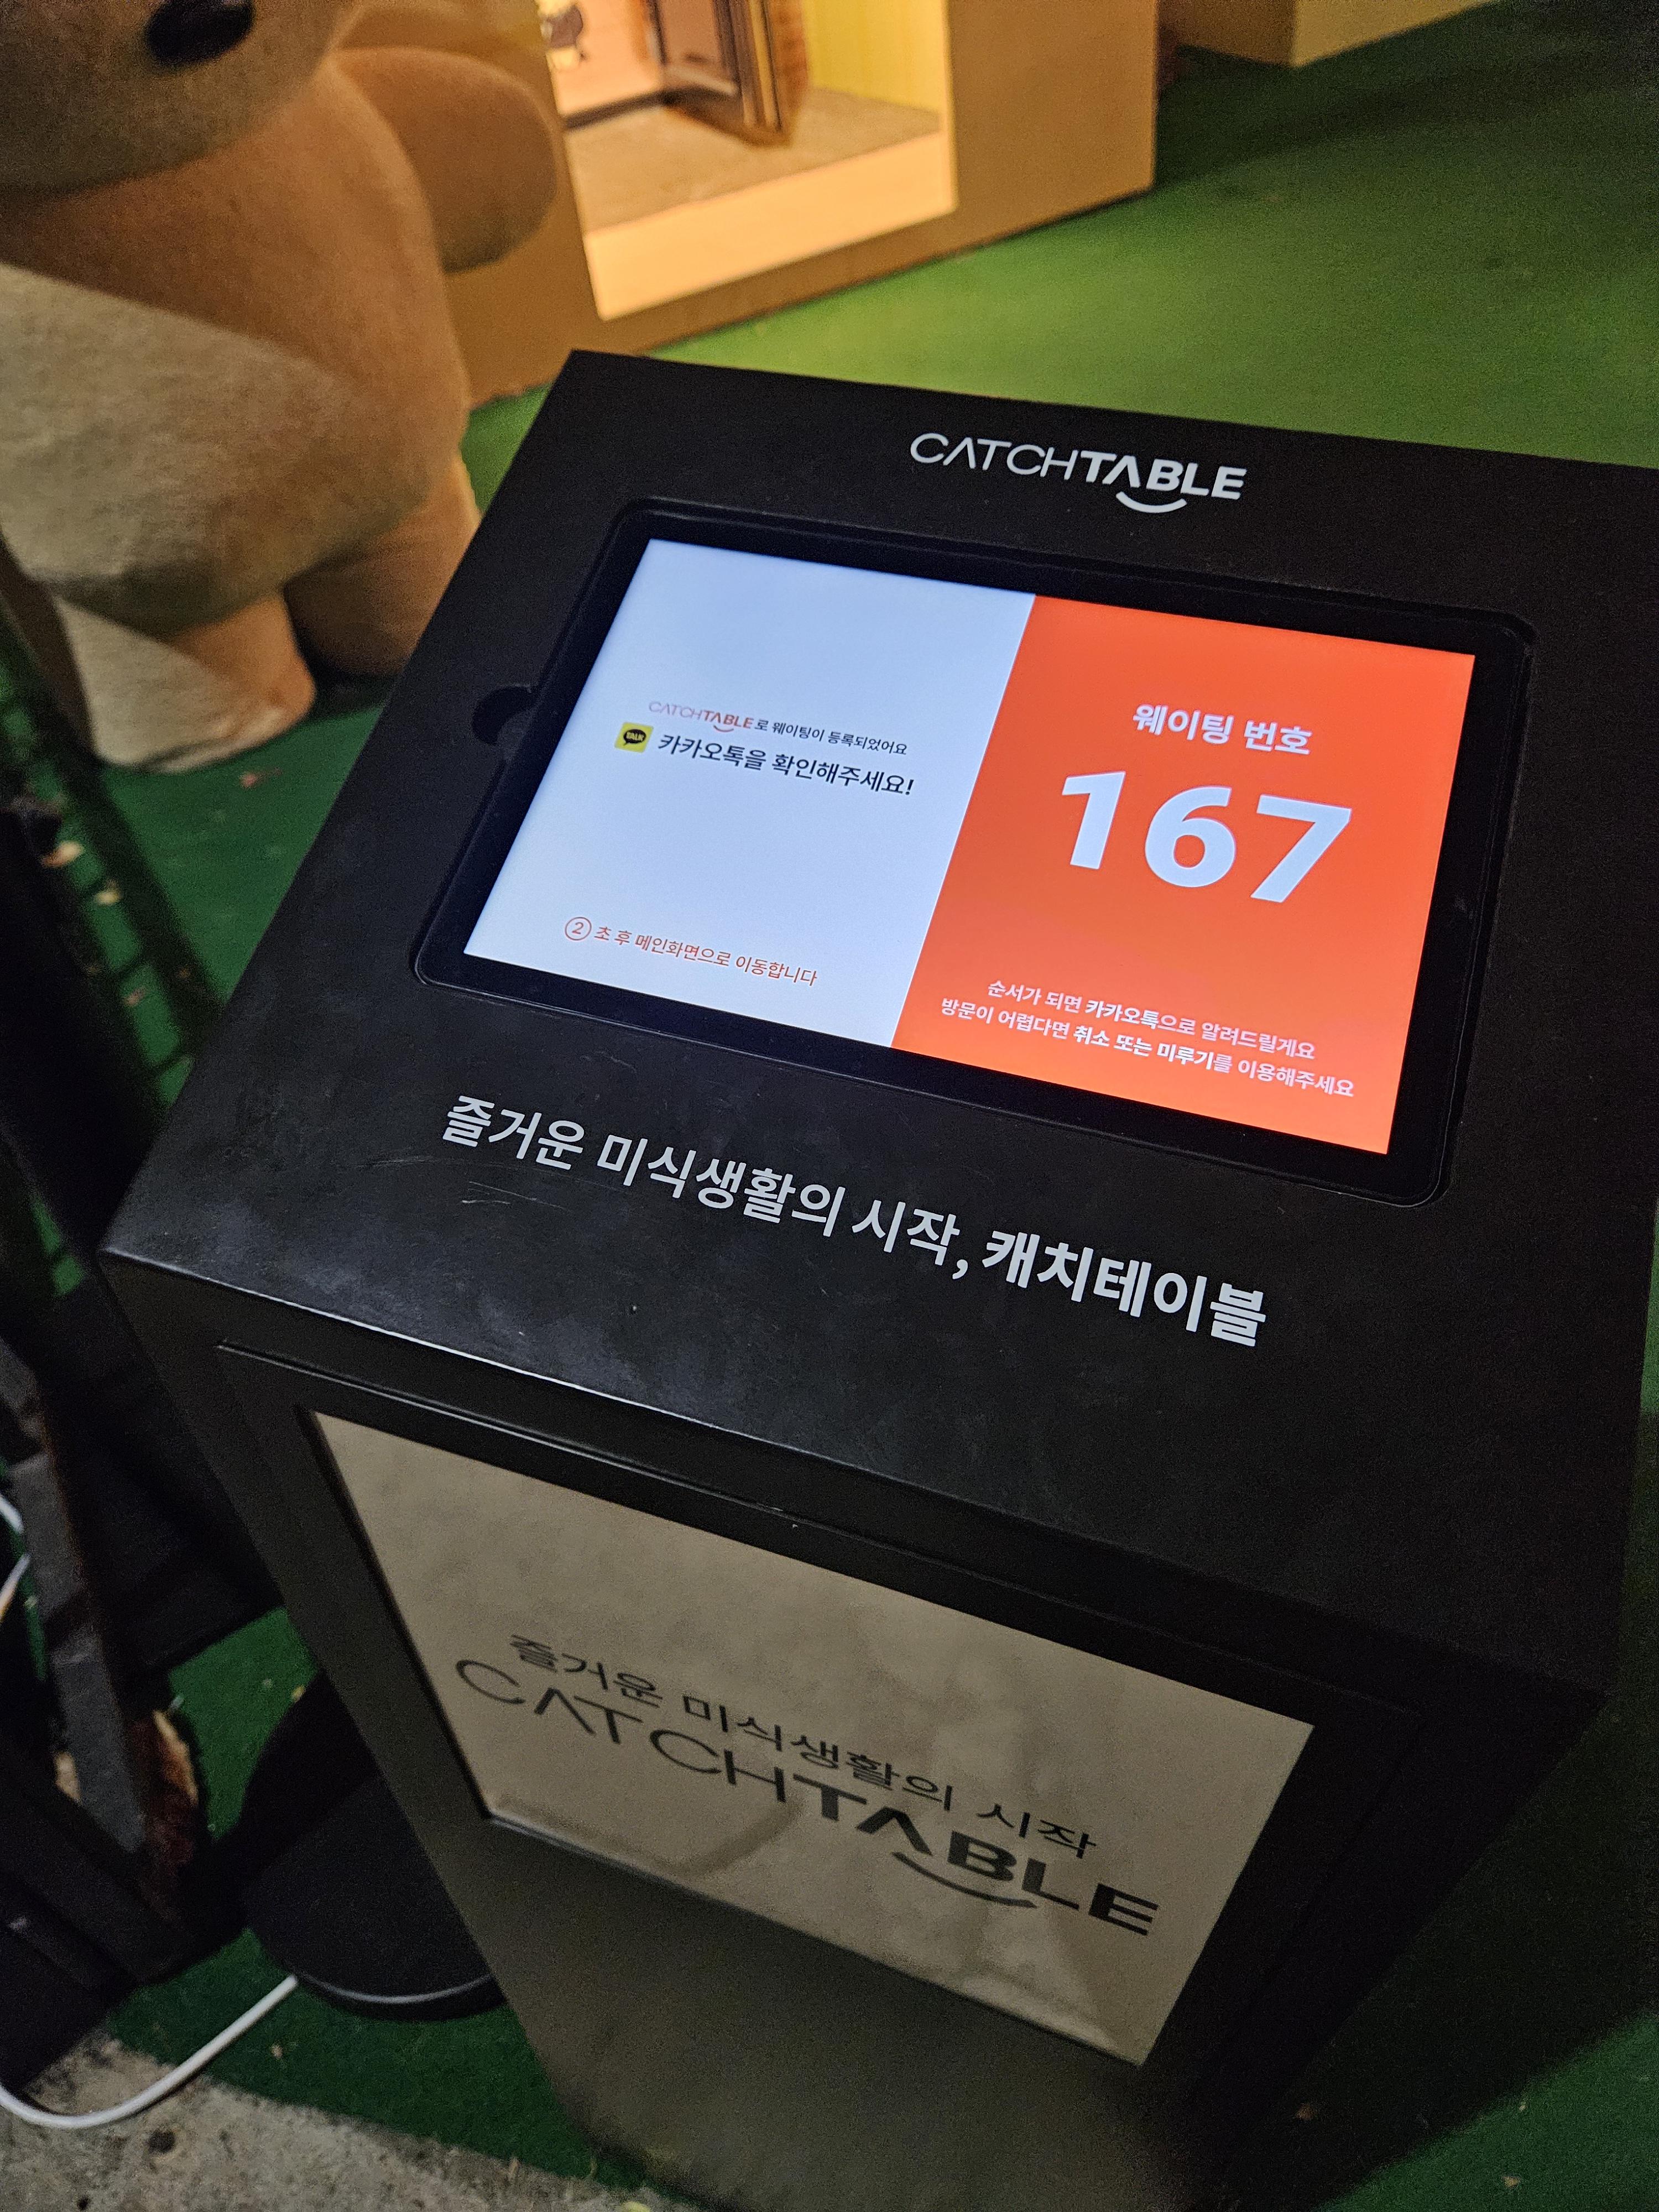 CATCHTABLE
CATCHTABLE로 웨이팅이 등록되었어요
TALK 카카오톡을 확인해주세요!
2 초 후 메인화면으로 이동합니다
웨이팅 번호
167
순서가 되면 카카오톡으로 알려드릴게요
방문이 어렵다면 취소 또는 미루기를 이용해주세요
즐거운 미식생활의 시작, 캐치테이블
즐거운 미식생활의 시작
CATCHTABLE